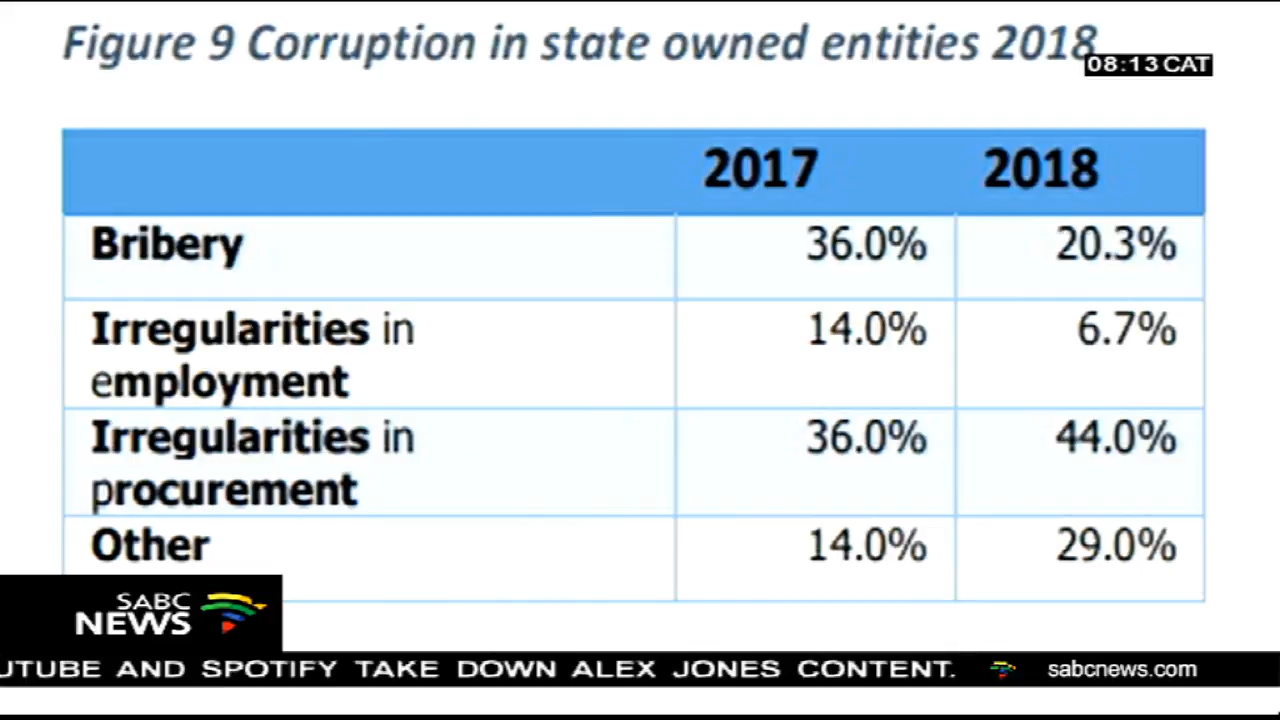 Figure 9 Corruption in state owned entities 2018
08:13 CAT
2017 2018
Bribery 36.0% 20.3%
Irregularities in 14.0% 6.7%
employment
Irregularities in 36.0% 44.0%
procurement
Other 14.0% 29.0%
SABC
NEWS
UTUBE AND SPOTIFY TAKE DOWN ALEX JONES CONTENT. sabcnews.com